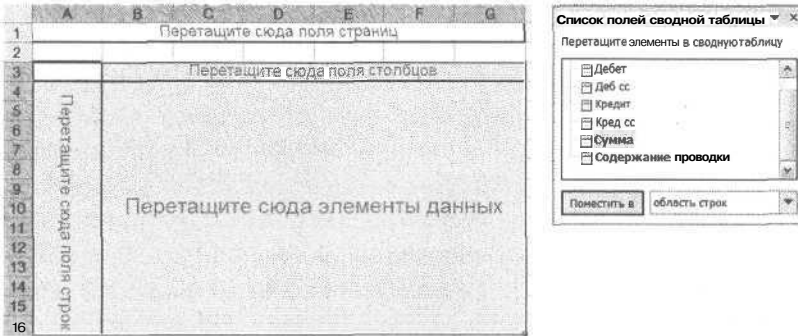 A B C D E F G
1 Перетащите сюда поля страниц
2
3 Перетащите сюда поля столбцов
4
5
6
7
8
9
10
11
12
13
14
15
16
Перетащите сюда поля строк
Перетащите сюда элементы данных
Список полей сводной таблицы
Перетащите элементы в своднуютаблицу
Дебет
Деб сс
Кредит
Кред сс
Сумма
Содержание проводки
Поместить в область строк